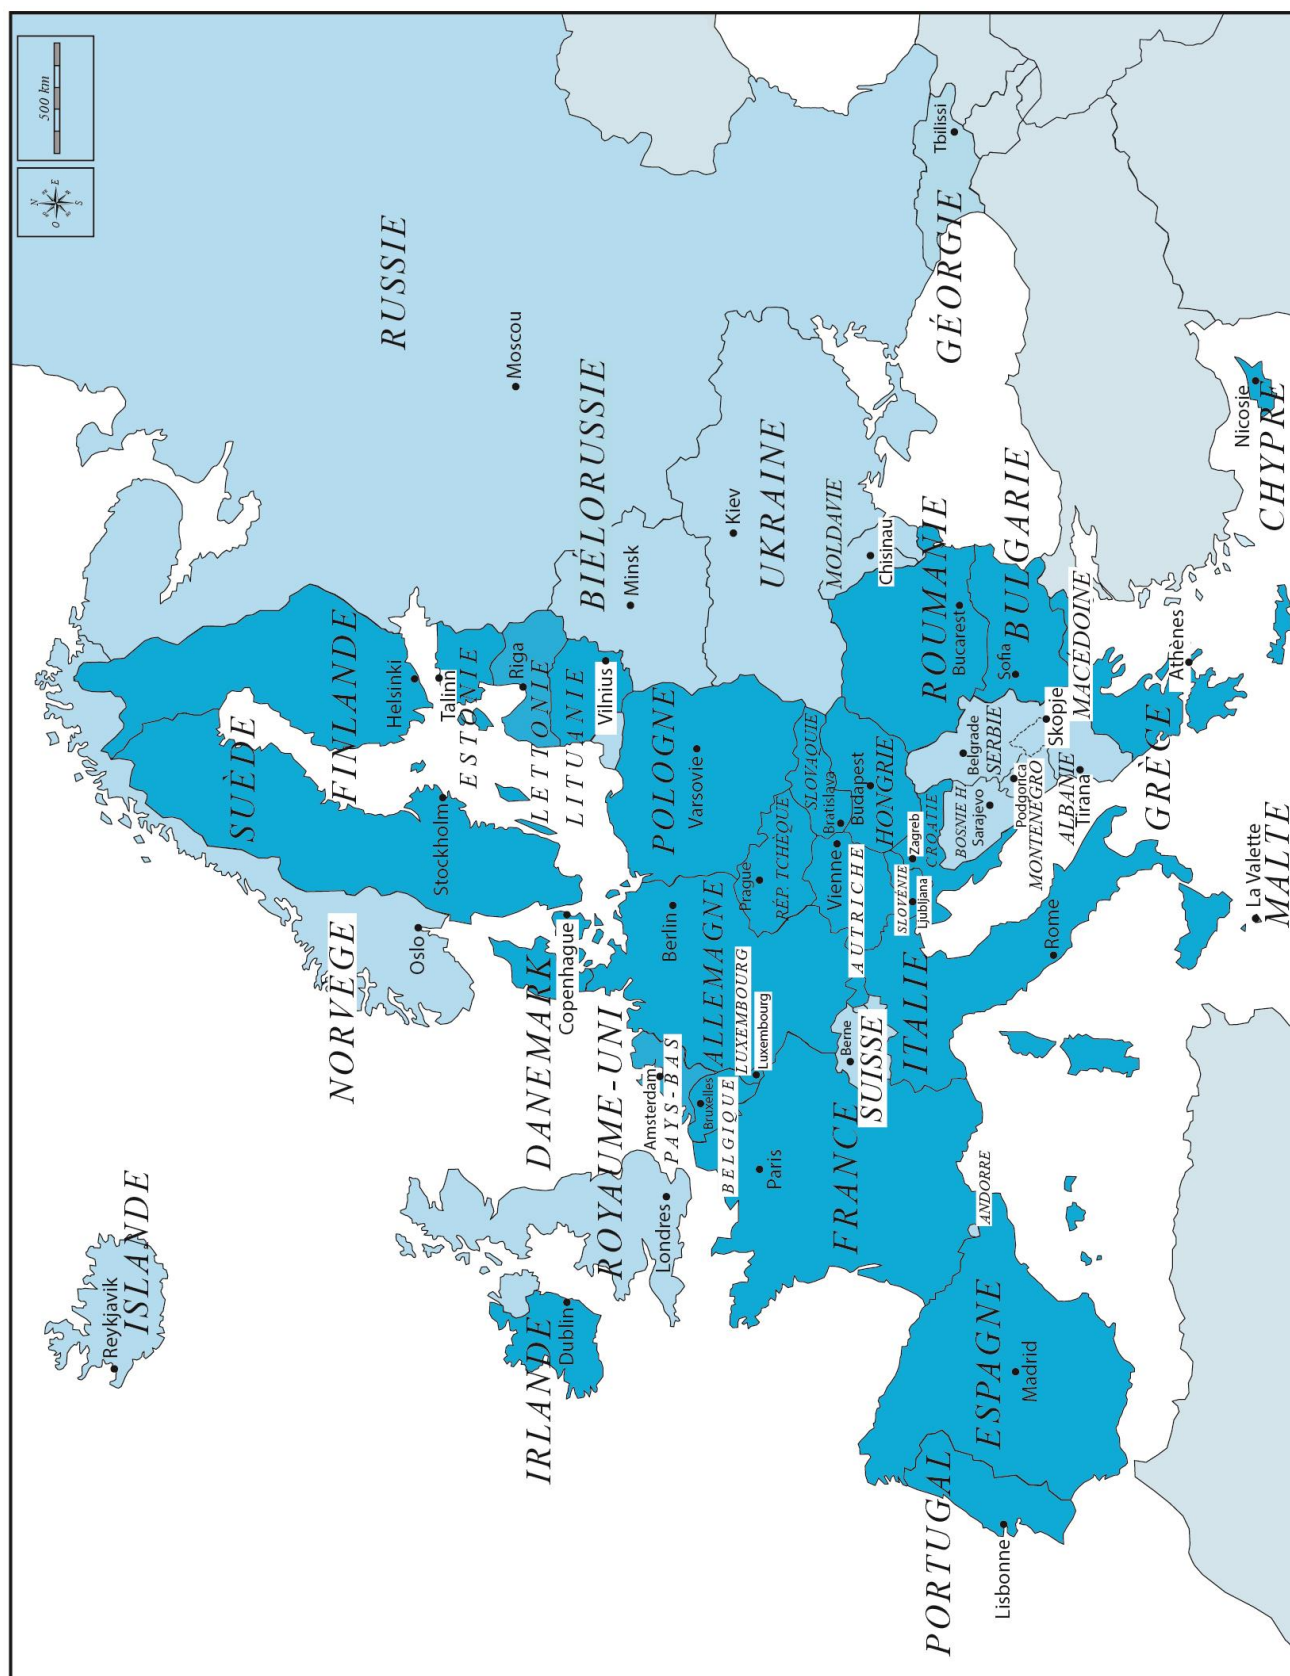 500 km
N
O
E
S
ISLANDE
Reykjavik
NORVÈGE
Oslo
SUÈDE
Stockholm
FINLANDE
Helsinki
RUSSIE
Moscou
Talinn
ESTONIE
Riga
LETTONIE
LITUANIE
Vilnius
BIÉLORUSSIE
Minsk
IRLANDE
Dublin
ROYAUME-UNI
Londres
DANEMARK
Copenhague
Amsterdam
PAYS-BAS
Bruxelles
BELGIQUE
LUXEMBOURG
Luxembourg
ALLEMAGNE
Berlin
POLOGNE
Varsovie
Kiev
UKRAINE
Prague
RÉP. TCHÈQUE
SLOVAQUIE
Bratislava
Paris
FRANCE
Berne
SUISSE
Vienne
AUTRICHE
Budapest
HONGRIE
MOLDAVIE
Chisinau
SLOVÉNIE
Ljubljana
Zagreb
CROATIE
ITALIE
Rome
BOSNIE H.
Sarajevo
Belgrade
SERBIE
ROUMANIE
Bucarest
Sofia
BULGARIE
GÉORGIE
Tbilissi
PORTUGAL
Lisbonne
ESPAGNE
Madrid
ANDORRE
Podgorica
MONTENEGRO
Skopje
MACEDOINE
ALBANIE
Tirana
GRÈCE
Athènes
La Valette
MALTE
Nicosie
CHYPRE